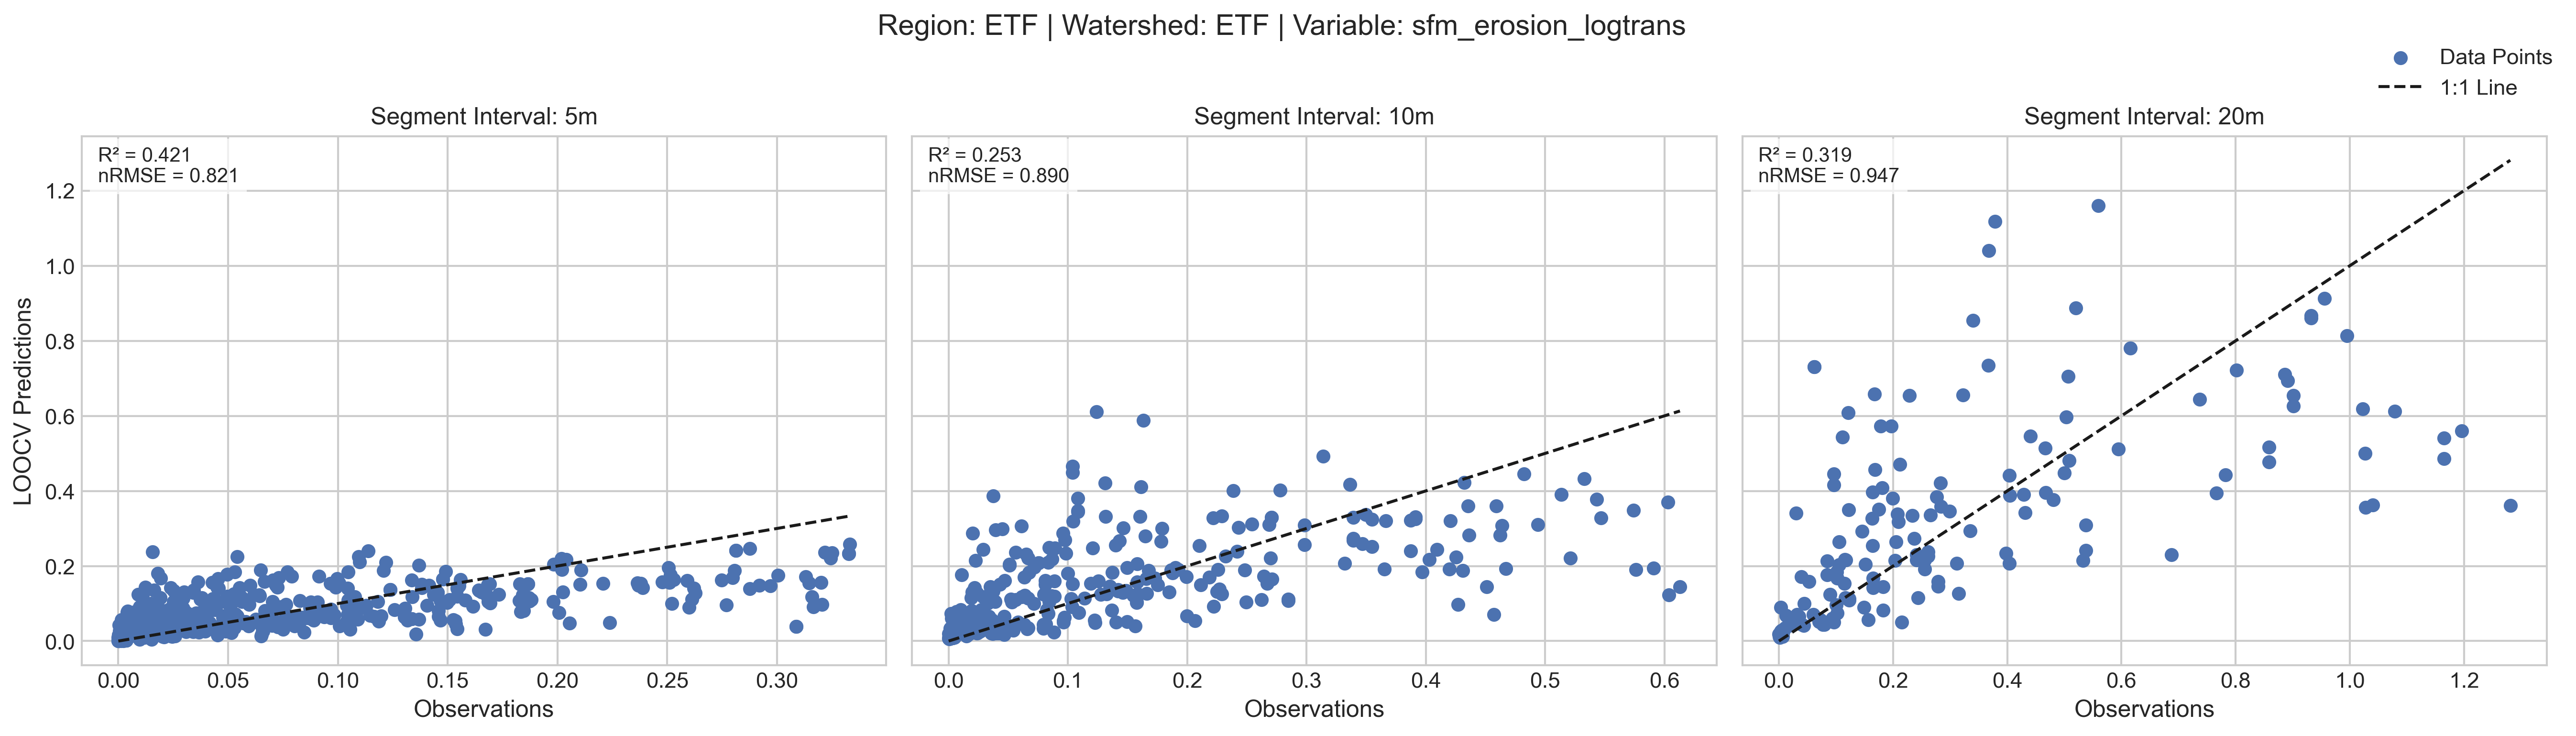 Region: ETF | Watershed: ETF | Variable: sfm_erosion_logtrans
Data Points
1:1 Line
Segment Interval: 5m
R² = 0.421
nRMSE = 0.821
LOOCV Predictions
1.2
1.0
0.8
0.6
0.4
0.2
0.0
0.00 0.05 0.10 0.15 0.20 0.25 0.30
Observations
Segment Interval: 10m
R² = 0.253
nRMSE = 0.890
0.0 0.1 0.2 0.3 0.4 0.5 0.6
Observations
Segment Interval: 20m
R² = 0.319
nRMSE = 0.947
0.0 0.2 0.4 0.6 0.8 1.0 1.2
Observations